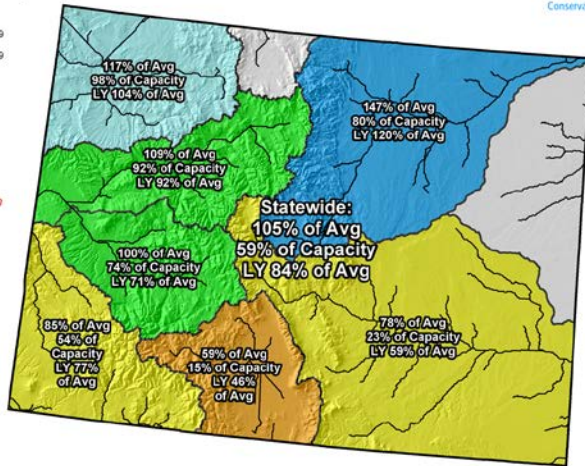 Conserva
117% of Avg
98% of Capacity
LY 104% of Avg
147% of Avg
80% of Capacity
LY 120% of Avg
109% of Avg
92% of Capacity
LY 92% of Avg
Statewide:
105% of Avg
59% of Capacity
LY 84% of Avg
100% of Avg
74% of Capacity
LY 71% of Avg
85% of Avg
54% of
Capacity
LY 77%
of Avg
59% of Avg
15% of Capacity
LY 46%
of Avg
78% of Avg
23% of Capacity
LY 59% of Avg